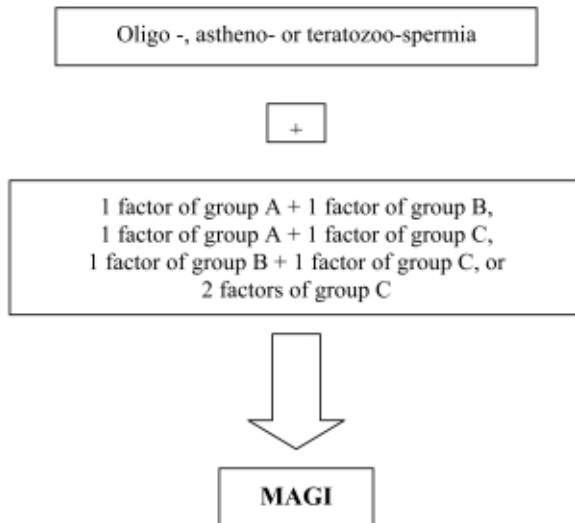 Oligo -, astheno- or teratozoo-spermia
+
1 factor of group A + 1 factor of group B,
1 factor of group A + 1 factor of group C,
1 factor of group B + 1 factor of group C, or
2 factors of group C
MAGI